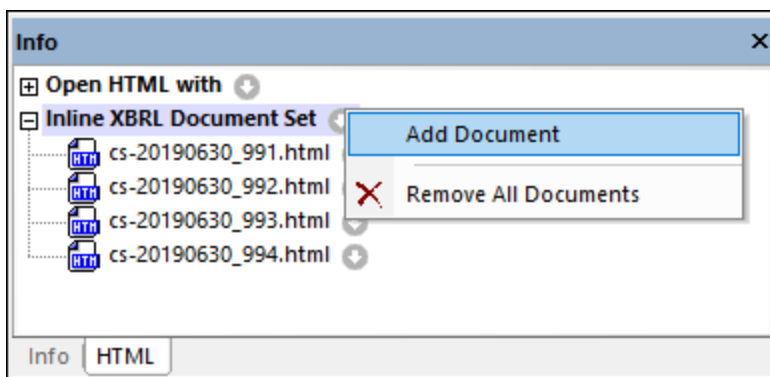 Info
Open HTML with
Inline XBRL Document Set
Add Document
cs-20190630_991.html
cs-20190630_992.html
Remove All Documents
cs-20190630_993.html
cs-20190630_994.html
Info HTML